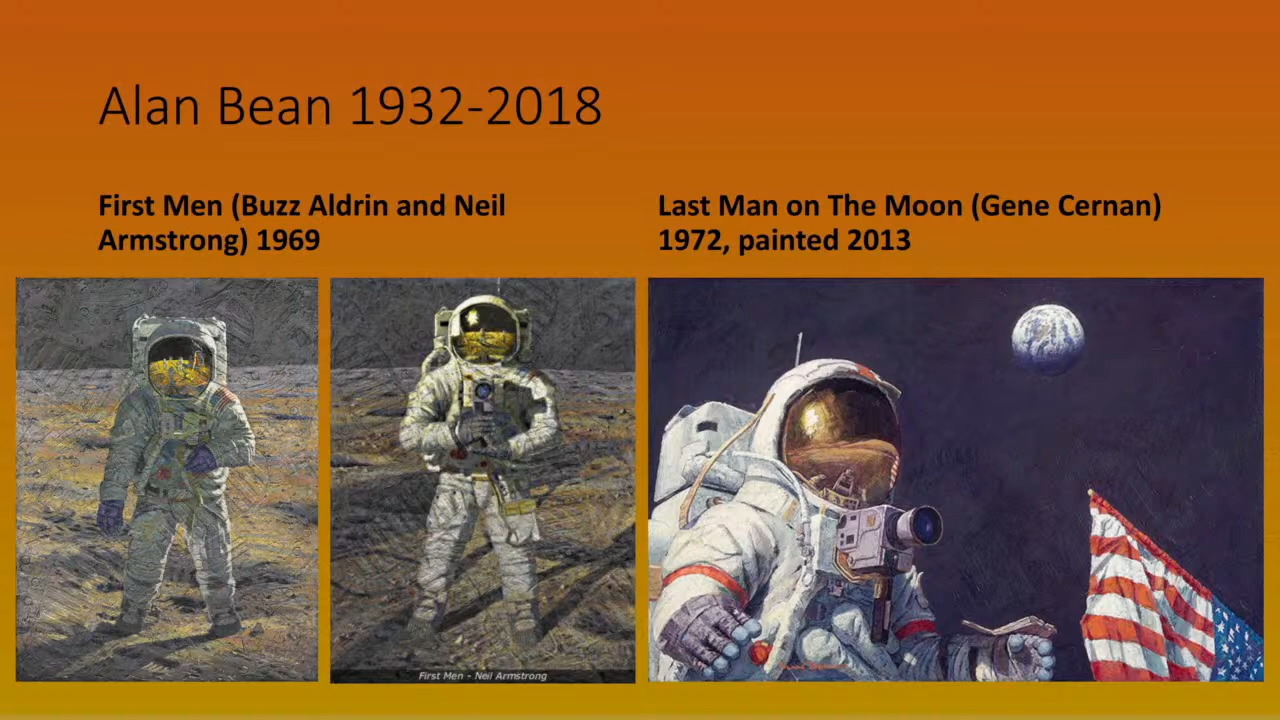 Alan Bean 1932-2018
First Men (Buzz Aldrin and Neil
Armstrong) 1969
Last Man on The Moon (Gene Cernan)
1972, painted 2013
First Men - Neil Armstrong